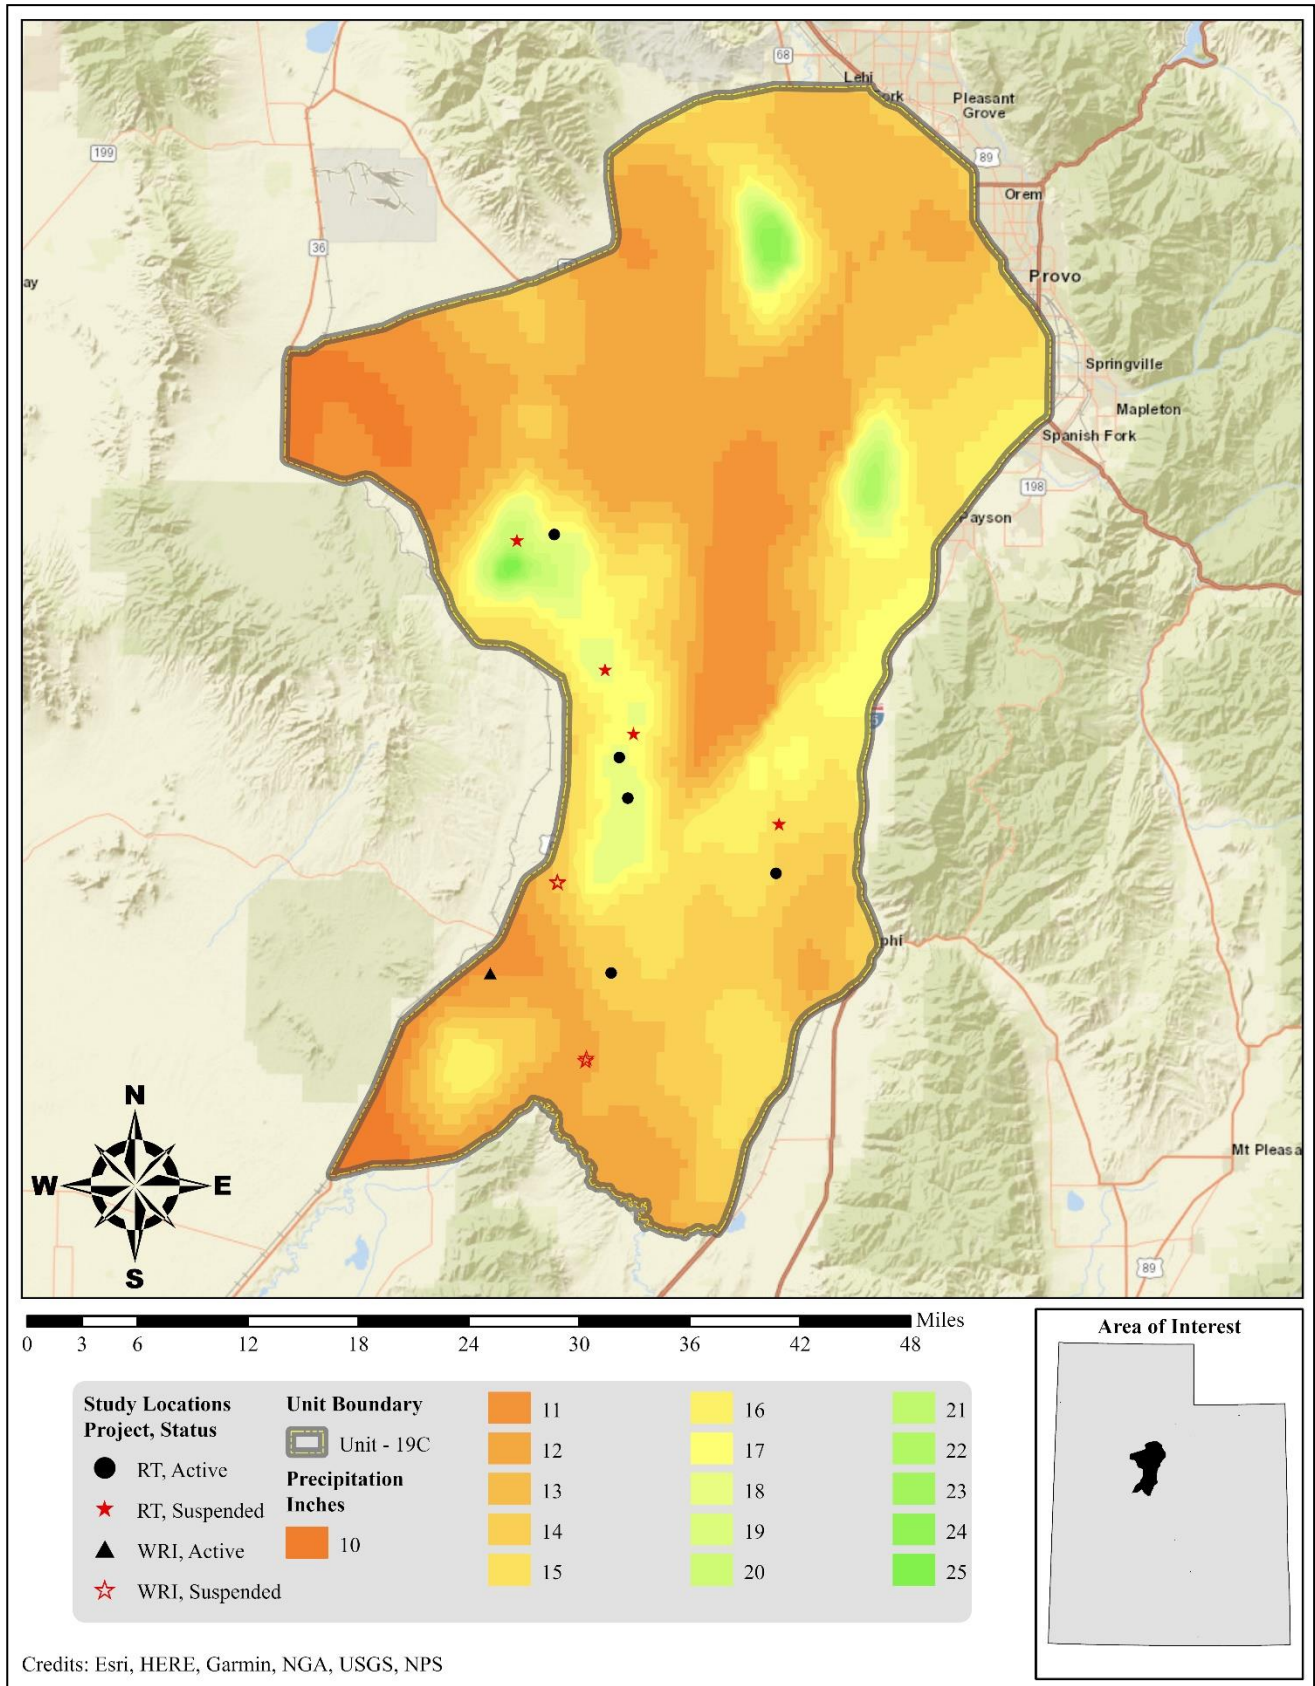 68
Lehi
ork
Pleasant
Grove
199
89
Orem
36
Provo
ay
Springville
Mapleton
Spanish Fork
198
Payson
phi
N
W E
S
Mt Pleasa
89
Miles
0 3 6 12 18 24 30 36 42 48
Study Locations
Project, Status
RT, Active
RT, Suspended
WRI, Active
WRI, Suspended
Unit Boundary
Unit - 19C
Precipitation
Inches
10
11
12
13
14
15
16
17
18
19
20
21
22
23
24
25
Area of Interest
Credits: Esri, HERE, Garmin, NGA, USGS, NPS